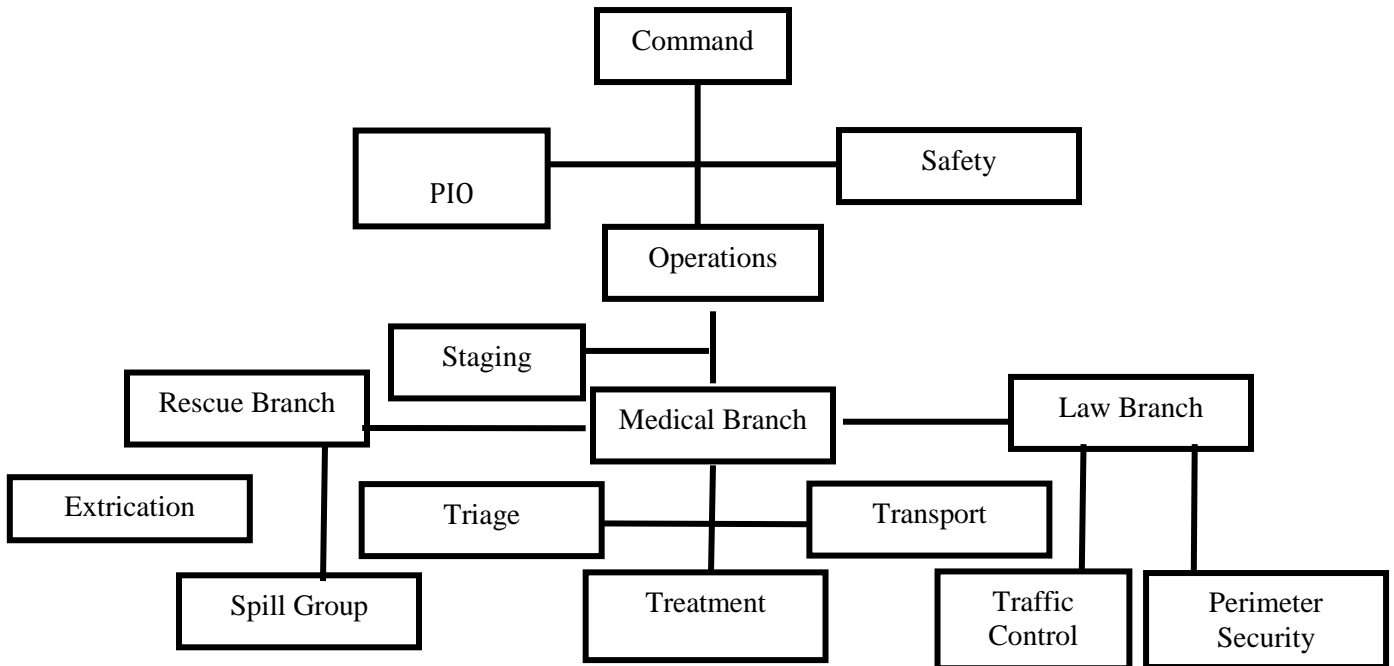 Command
PIO
Safety
Operations
Staging
Rescue Branch
Medical Branch
Law Branch
Extrication
Triage
Transport
Spill Group
Treatment
Traffic
Control
Perimeter
Security